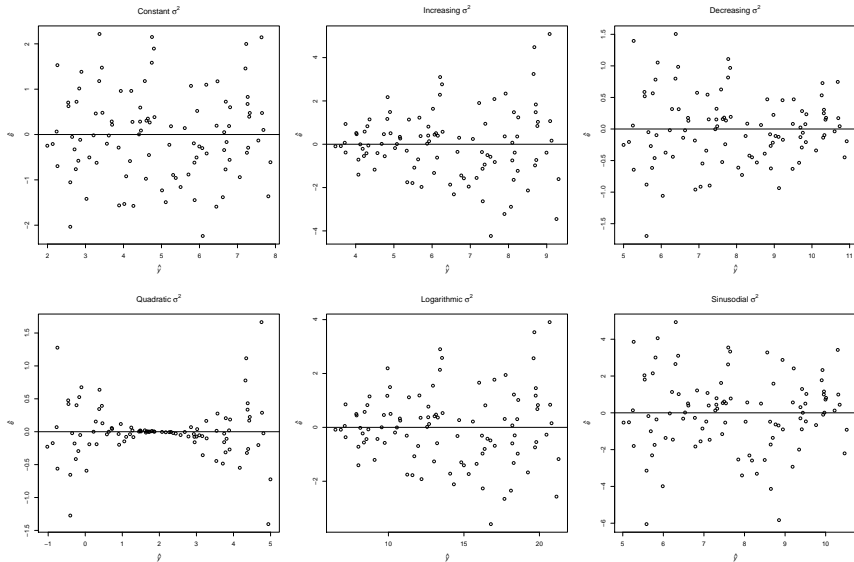 Constant σ²
2
1
0
−1
−2
ê
2 3 4 5 6 7 8
ŷ
Increasing σ²
4
2
0
−2
−4
ê
4 5 6 7 8 9
ŷ
Decreasing σ²
1.5
1.0
0.5
0.0
−0.5
−1.0
−1.5
ê
5 6 7 8 9 10 11
ŷ
Quadratic σ²
1.5
1.0
0.5
0.0
−0.5
−1.0
−1.5
ê
−1 0 1 2 3 4 5
ŷ
Logarithmic σ²
4
2
0
−2
ê
10 15 20
ŷ
Sinusodial σ²
4
2
0
−2
−4
−6
ê
5 6 7 8 9 10
ŷ